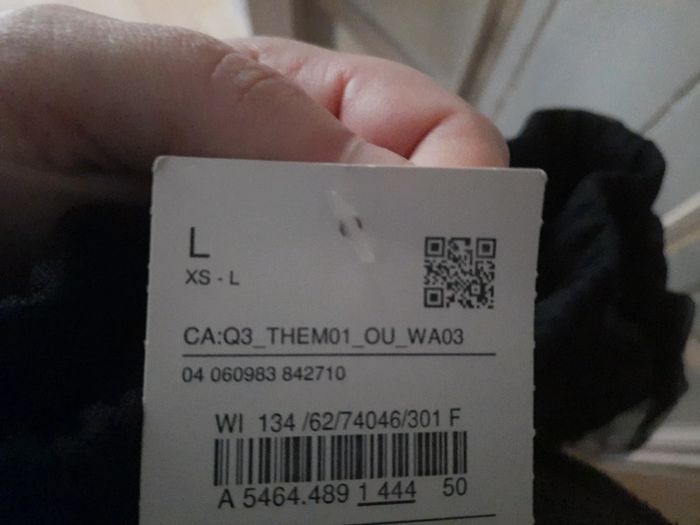 L
XS - L
CA:Q3_THEM01_OU_WA03
04 060983 842710
WI 134 /62/74046/301 F
A 5464.489 1 444 50